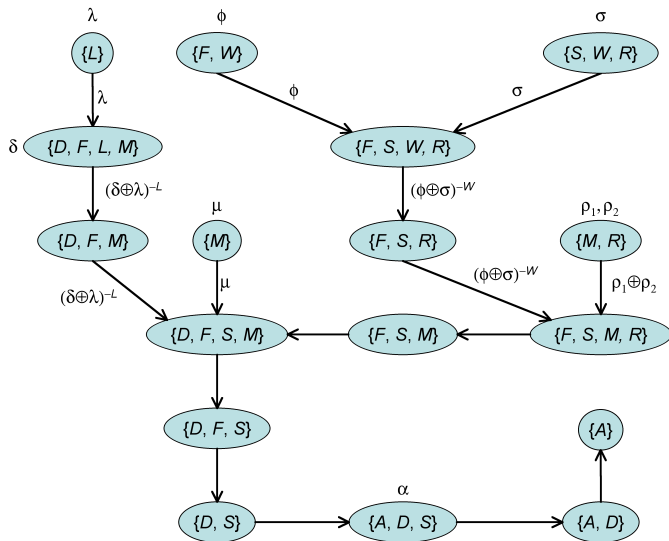 λ ϕ σ
{L} {F, W} {S, W, R}
λ ϕ σ
δ {D, F, L, M} {F, S, W, R}
(δ⊕λ)⁻ᴸ (ϕ⊕σ)⁻ᵂ
μ ρ₁, ρ₂
{D, F, M} {M} {F, S, R} {M, R}
(δ⊕λ)⁻ᴸ μ (ϕ⊕σ)⁻ᵂ ρ₁⊕ρ₂
{D, F, S, M} {F, S, M} {F, S, M, R}
{D, F, S} {A}
α
{D, S} {A, D, S} {A, D}